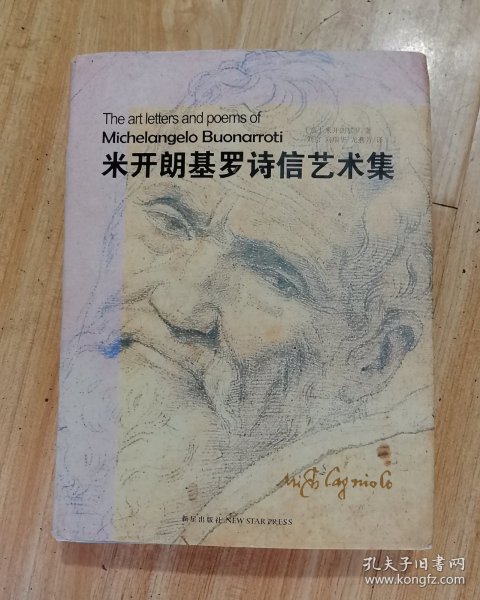 The art letters and poems of
Michelangelo Buonarroti
米开朗基罗诗信艺术集
新星出版社 NEW STAR PRESS
孔夫子旧书网
www.kongfz.com